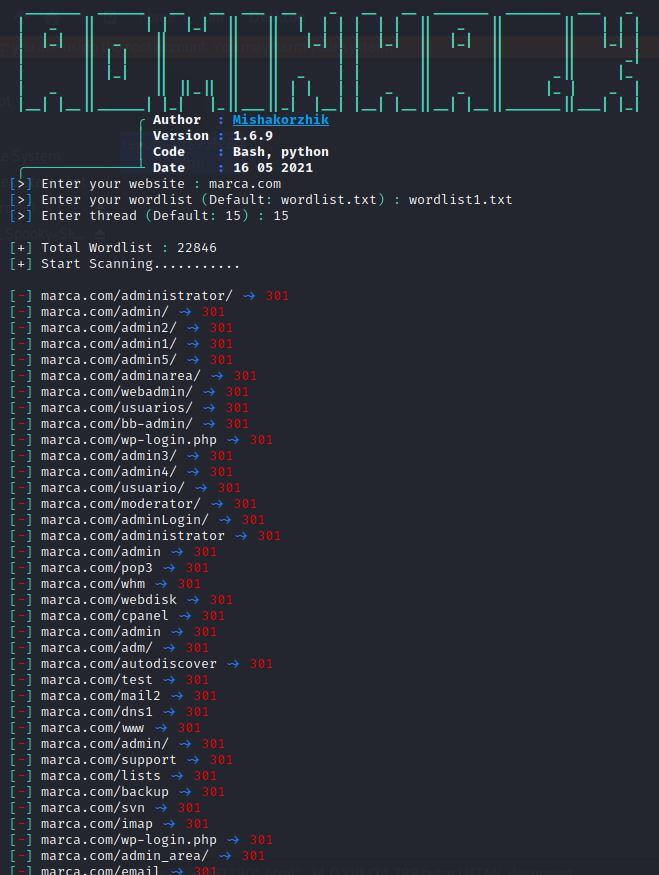 Author : Mishakorzhik
Version : 1.6.9
Code : Bash, python
Date : 16 05 2021
[>] Enter your website : marca.com
[>] Enter your wordlist (Default: wordlist.txt) : wordlist1.txt
[>] Enter thread (Default: 15) : 15
[+] Total Wordlist : 22846
[+] Start Scanning...........
[-] marca.com/administrator/ ⇝ 301
[-] marca.com/admin/ ⇝ 301
[-] marca.com/admin2/ ⇝ 301
[-] marca.com/admin1/ ⇝ 301
[-] marca.com/admin5/ ⇝ 301
[-] marca.com/adminarea/ ⇝ 301
[-] marca.com/webadmin/ ⇝ 301
[-] marca.com/usuarios/ ⇝ 301
[-] marca.com/bb-admin/ ⇝ 301
[-] marca.com/wp-login.php ⇝ 301
[-] marca.com/admin3/ ⇝ 301
[-] marca.com/admin4/ ⇝ 301
[-] marca.com/usuario/ ⇝ 301
[-] marca.com/moderator/ ⇝ 301
[-] marca.com/adminLogin/ ⇝ 301
[-] marca.com/administrator ⇝ 301
[-] marca.com/admin ⇝ 301
[-] marca.com/pop3 ⇝ 301
[-] marca.com/whm ⇝ 301
[-] marca.com/webdisk ⇝ 301
[-] marca.com/cpanel ⇝ 301
[-] marca.com/admin ⇝ 301
[-] marca.com/adm/ ⇝ 301
[-] marca.com/autodiscover ⇝ 301
[-] marca.com/test ⇝ 301
[-] marca.com/mail2 ⇝ 301
[-] marca.com/dns1 ⇝ 301
[-] marca.com/www ⇝ 301
[-] marca.com/admin/ ⇝ 301
[-] marca.com/support ⇝ 301
[-] marca.com/lists ⇝ 301
[-] marca.com/backup ⇝ 301
[-] marca.com/svn ⇝ 301
[-] marca.com/imap ⇝ 301
[-] marca.com/wp-login.php ⇝ 301
[-] marca.com/admin_area/ ⇝ 301
[-] marca.com/email ⇝ 301